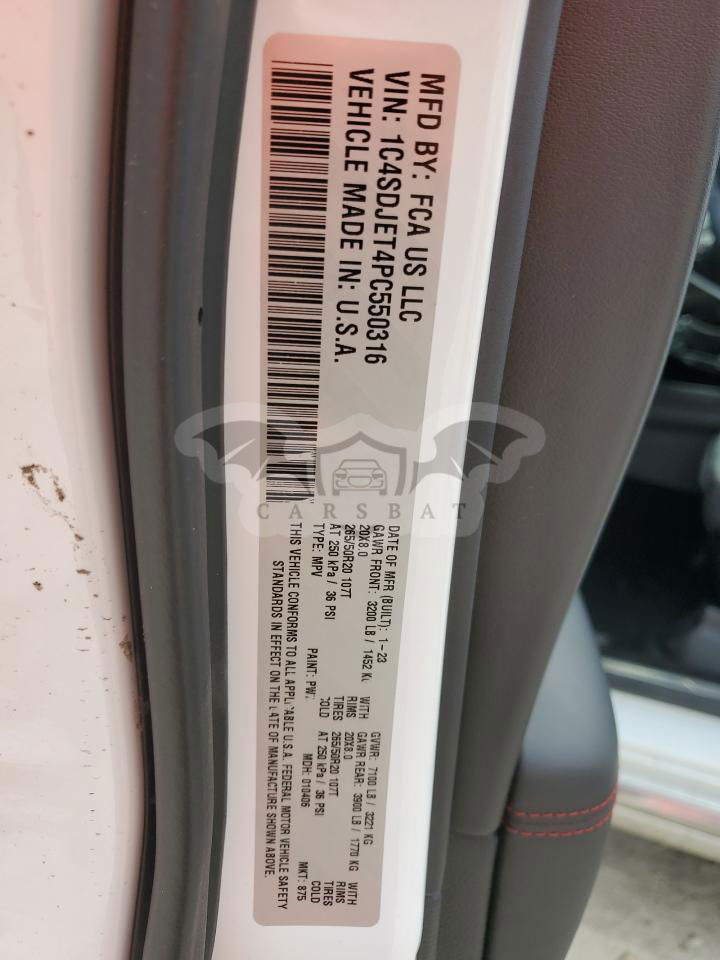 MFD BY: FCA US LLC
VIN: 1C4SDJET4PC550316
VEHICLE MADE IN: U.S.A.
DATE OF MFR (BUILT): 1-23 GVWR: 7100 LB / 3221 KG
GAWR FRONT: 3200 LB / 1452 KG WITH GAWR REAR: 3900 LB / 1770 KG WITH
20X8.0 RIMS 20X8.0 RIMS
265/50R20 107T TIRES 265/50R20 107T TIRES
AT 250 kPa / 36 PSI COLD AT 250 kPa / 36 PSI COLD
TYPE: MPV PAINT: PW7 MDH: 010406 MKT: 875
THIS VEHICLE CONFORMS TO ALL APPLICABLE U.S.A. FEDERAL MOTOR VEHICLE SAFETY
STANDARDS IN EFFECT ON THE DATE OF MANUFACTURE SHOWN ABOVE.
CARSBAT